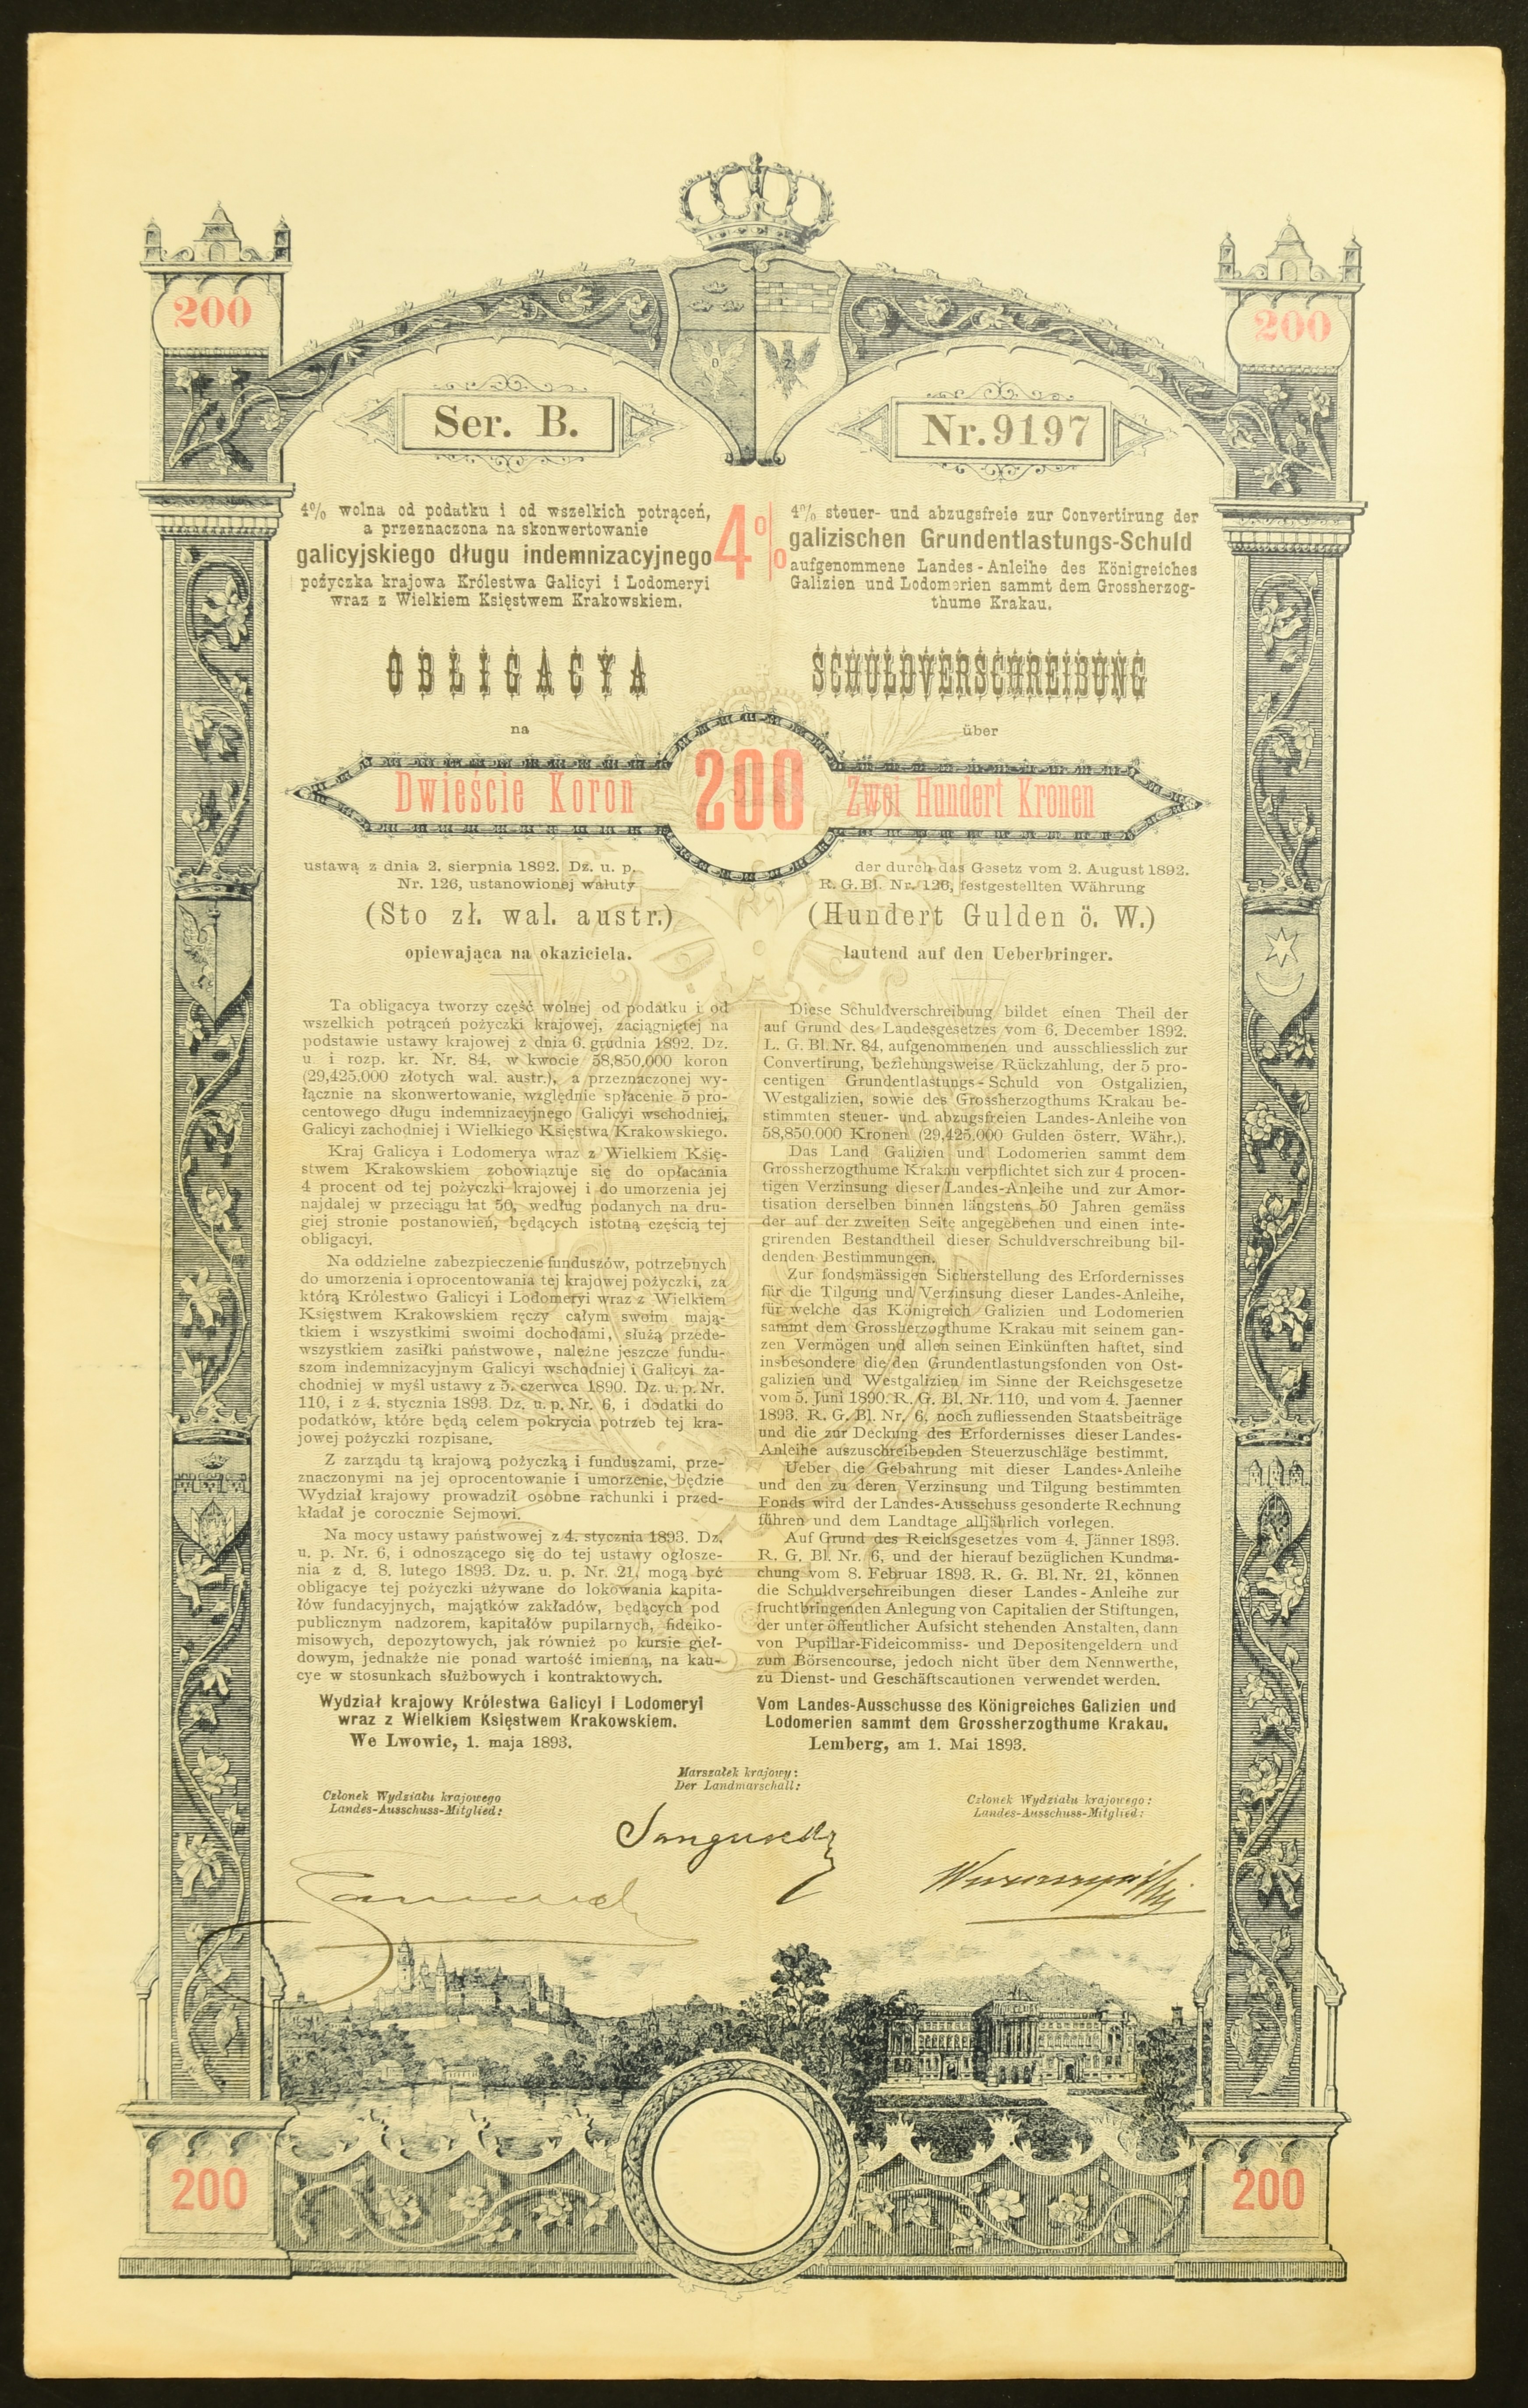 200
200
Ser. B.
Nr. 9197
4% wolna od podatku i od wszelkich potrąceń,
a przeznaczona na skonwertowanie
galicyjskiego długu indemnizacyjnego
pożyczka krajowa Królestwa Galicyi i Lodomeryi
wraz z Wielkiem Księstwem Krakowskiem.
4%
4% steuer- und abzugsfreie zur Convertirung der
galizischen Grundentlastungs-Schuld
aufgenommene Landes-Anleihe des Königreiches
Galizien und Lodomerien sammt dem Grossherzog-
thume Krakau.
OBLIGACYA
na
SCHULDVERSCHREIBUNG
über
Dwieście Koron
200
Zwei Hundert Kronen
ustawą z dnia 2. sierpnia 1892. Dz. u. p.
Nr. 126, ustanowionej waluty
(Sto zł. wal. austr.)
opiewająca na okaziciela.
der durch das Gesetz vom 2. August 1892.
R. G. Bl. Nr. 126, festgestellten Währung
(Hundert Gulden ö. W.)
lautend auf den Ueberbringer.
Ta obligacya tworzy część wolnej od podatku i od
wszelkich potrąceń pożyczki krajowej, zaciągniętej na
podstawie ustawy krajowej z dnia 6. grudnia 1892. Dz.
u. i rozp. kr. Nr. 84, w kwocie 58,850.000 koron
(29,425.000 złotych wal. austr.), a przeznaczonej wy-
łącznie na skonwertowanie, względnie spłacenie 5 pro-
centowego długu indemnizacyjnego Galicyi wschodniej,
Galicyi zachodniej i Wielkiego Księstwa Krakowskiego.
Kraj Galicya i Lodomerya wraz z Wielkiem Księ-
stwem Krakowskiem zobowiązuje się do opłacania
4 procent od tej pożyczki krajowej i do umorzenia jej
najdalej w przeciągu lat 50, według podanych na dru-
giej stronie postanowień, będących istotną częścią tej
obligacyi.
Na oddzielne zabezpieczenie funduszów, potrzebnych
do umorzenia i oprocentowania tej krajowej pożyczki, za
którą Królestwo Galicyi i Lodomeryi wraz z Wielkiem
Księstwem Krakowskiem ręczy całym swoim mają-
tkiem i wszystkimi swoimi dochodami, służą przede-
wszystkiem zasiłki państwowe, należne jeszcze fundu-
szom indemnizacyjnym Galicyi wschodniej i Galicyi za-
chodniej w myśl ustawy z 5. czerwca 1890. Dz. u. p. Nr.
110, i z 4. stycznia 1893. Dz. u. p. Nr. 6, i dodatki do
podatków, które będą celem pokrycia potrzeb tej kra-
jowej pożyczki rozpisane.
Z zarządu tą krajową pożyczką i funduszami, prze-
znaczonymi na jej oprocentowanie i umorzenie, będzie
Wydział krajowy prowadził osobne rachunki i przed-
kładał je corocznie Sejmowi.
Na mocy ustawy państwowej z 4. stycznia 1893. Dz.
u. p. Nr. 6, i odnoszącego się do tej ustawy ogłosze-
nia z d. 8. lutego 1893. Dz. u. p. Nr. 21, mogą być
obligacye tej pożyczki używane do lokowania kapita-
łów fundacyjnych, majątków zakładów, będących pod
publicznym nadzorem, kapitałów pupilarnych, fideiko-
misowych, depozytowych, jak również po kursie gieł-
dowym, jednakże nie ponad wartość imienną, na kau-
cye w stosunkach służbowych i kontraktowych.
Wydział krajowy Królestwa Galicyi i Lodomeryi
wraz z Wielkiem Księstwem Krakowskiem.
We Lwowie, 1. maja 1893.
Diese Schuldverschreibung bildet einen Theil der
auf Grund des Landesgesetzes vom 6. December 1892.
L. G. Bl. Nr. 84, aufgenommenen und ausschliesslich zur
Convertirung, beziehungsweise Rückzahlung, der 5 pro-
centigen Grundentlastungs-Schuld von Ostgalizien,
Westgalizien, sowie des Grossherzogthums Krakau be-
stimmten steuer- und abzugsfreien Landes-Anleihe von
58,850.000 Kronen (29,425.000 Gulden österr. Währ.).
Das Land Galizien und Lodomerien sammt dem
Grossherzogthume Krakau verpflichtet sich zur 4 procen-
tigen Verzinsung dieser Landes-Anleihe und zur Amor-
tisation derselben binnen längstens 50 Jahren gemäss
der auf der zweiten Seite angegebenen und einen inte-
grirenden Bestandtheil dieser Schuldverschreibung bil-
denden Bestimmungen.
Zur fondsmässigen Sicherstellung des Erfordernisses
für die Tilgung und Verzinsung dieser Landes-Anleihe,
für welche das Königreich Galizien und Lodomerien
sammt dem Grossherzogthume Krakau mit seinem gan-
zen Vermögen und allen seinen Einkünften haftet, sind
insbesondere die den Grundentlastungsfonden von Ost-
galizien und Westgalizien im Sinne der Reichsgesetze
vom 5. Juni 1890. R. G. Bl. Nr. 110, und vom 4. Jaenner
1893. R. G. Bl. Nr. 6, noch zufliessenden Staatsbeiträge
und die zur Deckung des Erfordernisses dieser Landes-
Anleihe auszuschreibenden Steuerzuschläge bestimmt.
Ueber die Gebahrung mit dieser Landes-Anleihe
und den zu deren Verzinsung und Tilgung bestimmten
Fonds wird der Landes-Ausschuss gesonderte Rechnung
führen und dem Landtage alljährlich vorlegen.
Auf Grund des Reichsgesetzes vom 4. Jänner 1893.
R. G. Bl. Nr. 6, und der hierauf bezüglichen Kundma-
chung vom 8. Februar 1893. R. G. Bl. Nr. 21, können
die Schuldverschreibungen dieser Landes-Anleihe zur
fruchtbringenden Anlegung von Capitalien der Stiftungen,
der unter öffentlicher Aufsicht stehenden Anstalten, dann
von Pupillar-Fideicommiss- und Depositengeldern und
zum Börsencourse, jedoch nicht über dem Nennwerthe,
zu Dienst- und Geschäftscautionen verwendet werden.
Vom Landes-Ausschusse des Königreiches Galizien und
Lodomerien sammt dem Grossherzogthume Krakau.
Lemberg, am 1. Mai 1893.
Marszałek krajowy:
Der Landmarschall:
Członek Wydziału krajowego
Landes-Ausschuss-Mitglied:
Członek Wydziału krajowego:
Landes-Ausschuss-Mitglied:
200
200